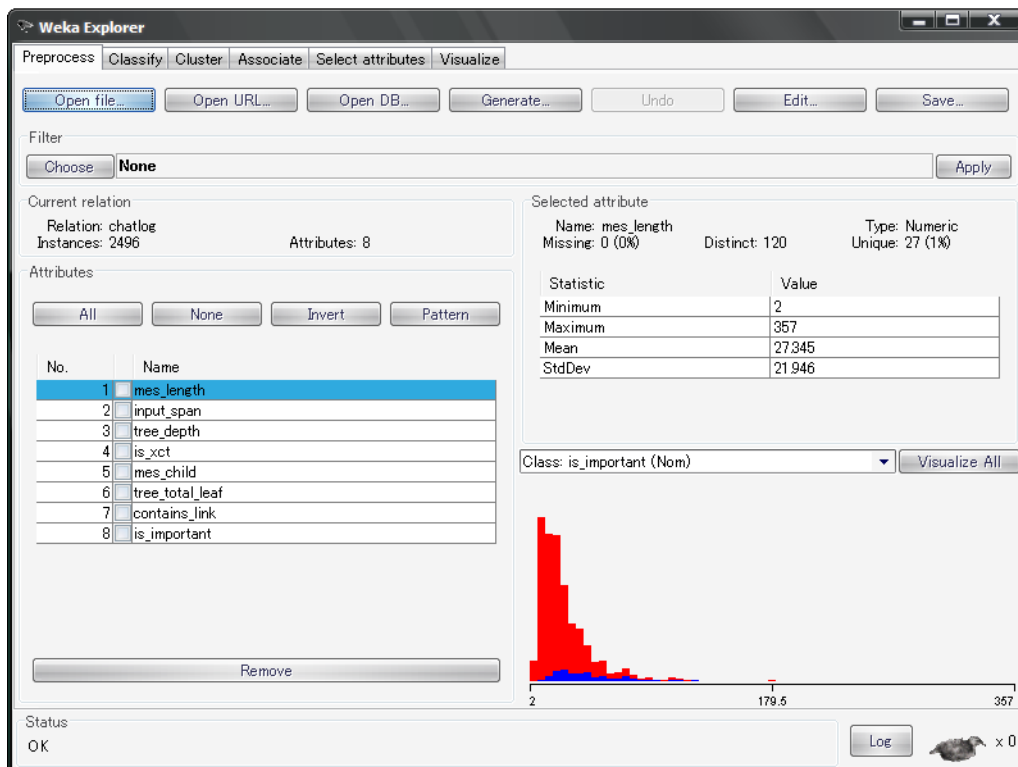 Weka Explorer
Preprocess Classify Cluster Associate Select attributes Visualize
Open file... Open URL... Open DB... Generate... Undo Edit... Save...
Filter
Choose None Apply
Current relation
Relation: chatlog
Instances: 2496 Attributes: 8
Attributes
All None Invert Pattern
No. Name
1 mes_length
2 input_span
3 tree_depth
4 is_xct
5 mes_child
6 tree_total_leaf
7 contains_link
8 is_important
Remove
Selected attribute
Name: mes_length Type: Numeric
Missing: 0 (0%) Distinct: 120 Unique: 27 (1%)
Statistic Value
Minimum 2
Maximum 357
Mean 27.345
StdDev 21.946
Class: is_important (Nom) Visualize All
2 179.5 357
Status
OK
Log x 0